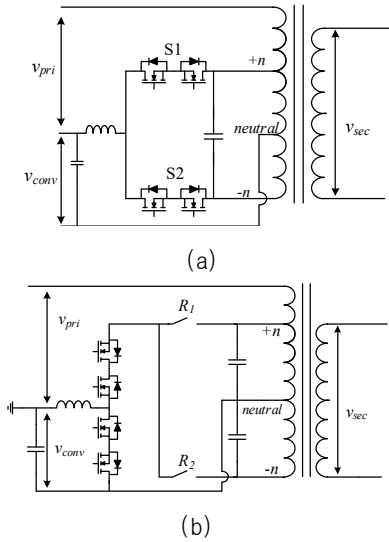 S1
+n
v_pri
neutral
v_sec
v_conv
S2
-n
(a)
v_pri
R_1
+n
neutral
v_sec
v_conv
R_2
-n
(b)